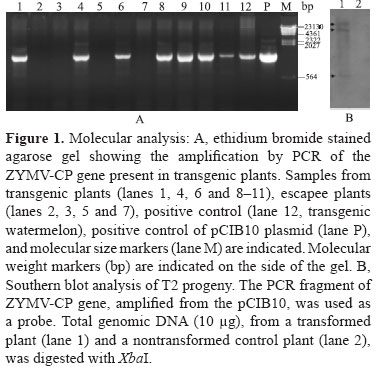 1 2 3 4 5 6 7 8 9 10 11 12 P M bp 1 2
23130
4361
2322
2027
564
A
B
Figure 1. Molecular analysis: A, ethidium bromide stained
agarose gel showing the amplification by PCR of the
ZYMV-CP gene present in transgenic plants. Samples from
transgenic plants (lanes 1, 4, 6 and 8–11), escapee plants
(lanes 2, 3, 5 and 7), positive control (lane 12, transgenic
watermelon), positive control of pCIB10 plasmid (lane P),
and molecular size markers (lane M) are indicated. Molecular
weight markers (bp) are indicated on the side of the gel. B,
Southern blot analysis of T2 progeny. The PCR fragment of
ZYMV-CP gene, amplified from the pCIB10, was used as
a probe. Total genomic DNA (10 µg), from a transformed
plant (lane 1) and a nontransformed control plant (lane 2),
was digested with XbaI.